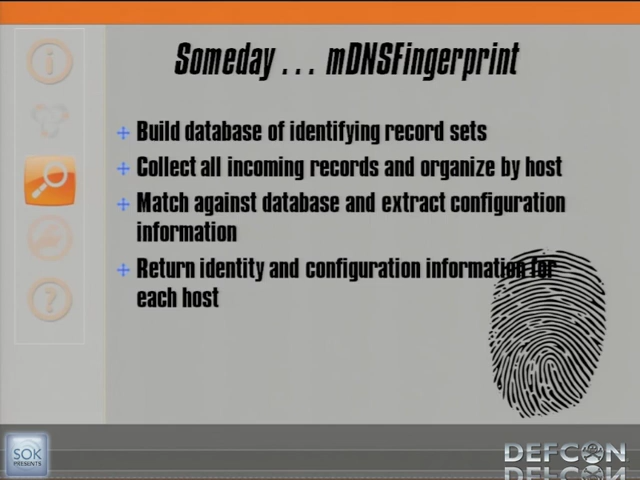 Someday . . . mDNSFingerprint
Build database of identifying record sets
Collect all incoming records and organize by host
Match against database and extract configuration
information
Return identity and configuration information for
each host
SOK
PRESENTS
DEFCON